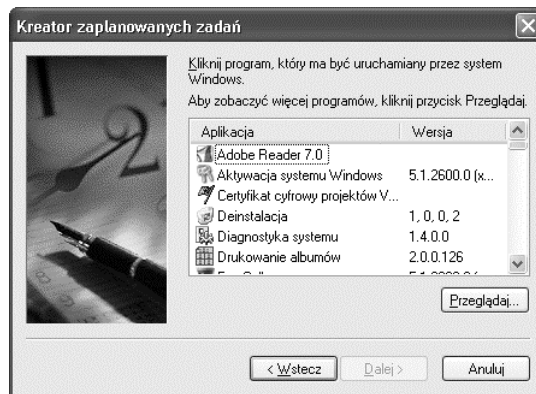 Kreator zaplanowanych zadań
Kliknij program, który ma być uruchamiany przez system
Windows.
Aby zobaczyć więcej programów, kliknij przycisk Przeglądaj.
Aplikacja Wersja
Adobe Reader 7.0
Aktywacja systemu Windows 5.1.2600.0 (x...
Certyfikat cyfrowy projektów V...
Deinstalacja 1, 0, 0, 2
Diagnostyka systemu 1.4.0.0
Drukowanie albumów 2.0.0.126
Przeglądaj...
< Wstecz Dalej > Anuluj